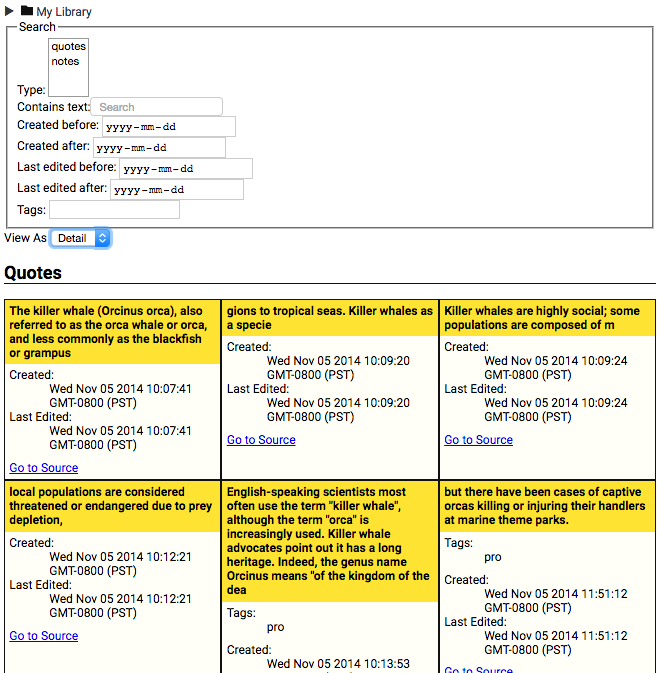 My Library
Search
quotes
notes
Type:
Contains text: Search
Created before: yyyy-mm-dd
Created after: yyyy-mm-dd
Last edited before: yyyy-mm-dd
Last edited after: yyyy-mm-dd
Tags:
View As Detail
Quotes
The killer whale (Orcinus orca), also
referred to as the orca whale or orca,
and less commonly as the blackfish
or grampus
Created:
Wed Nov 05 2014 10:07:41
GMT-0800 (PST)
Last Edited:
Wed Nov 05 2014 10:07:41
GMT-0800 (PST)
Go to Source
gions to tropical seas. Killer whales as
a specie
Created:
Wed Nov 05 2014 10:09:20
GMT-0800 (PST)
Last Edited:
Wed Nov 05 2014 10:09:20
GMT-0800 (PST)
Go to Source
Killer whales are highly social; some
populations are composed of m
Created:
Wed Nov 05 2014 10:09:24
GMT-0800 (PST)
Last Edited:
Wed Nov 05 2014 10:09:24
GMT-0800 (PST)
Go to Source
local populations are considered
threatened or endangered due to prey
depletion,
Created:
Wed Nov 05 2014 10:12:21
GMT-0800 (PST)
Last Edited:
Wed Nov 05 2014 10:12:21
GMT-0800 (PST)
Go to Source
English-speaking scientists most
often use the term "killer whale",
although the term "orca" is
increasingly used. Killer whale
advocates point out it has a long
heritage. Indeed, the genus name
Orcinus means "of the kingdom of the
dea
Tags:
pro
Created:
Wed Nov 05 2014 10:13:53
but there have been cases of captive
orcas killing or injuring their handlers
at marine theme parks.
Tags:
pro
Created:
Wed Nov 05 2014 11:51:12
GMT-0800 (PST)
Last Edited:
Wed Nov 05 2014 11:51:12
GMT-0800 (PST)
Go to Source